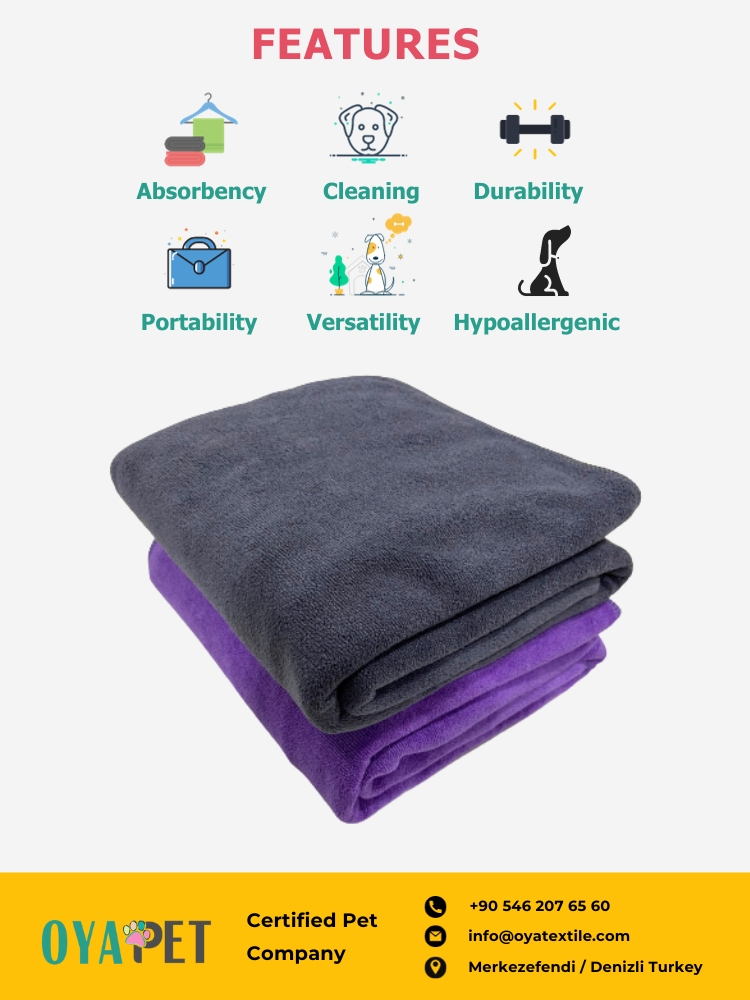 FEATURES
Absorbency Cleaning Durability
Portability Versatility Hypoallergenic
OYAPET
Certified Pet
Company
+90 546 207 65 60
info@oyatextile.com
Merkezefendi / Denizli Turkey